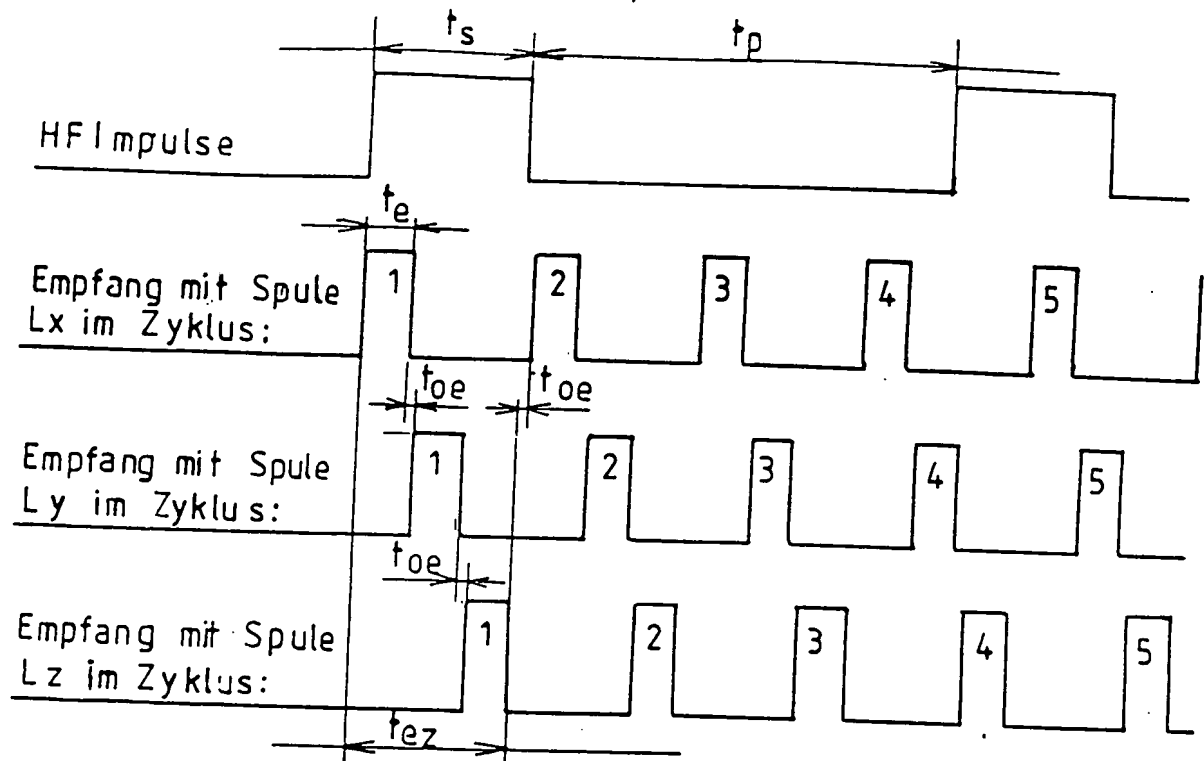 ts
tp
HF Impulse
te
Empfang mit Spule
Lx im Zyklus:
1
2
3
4
5
toe
toe
Empfang mit Spule
Ly im Zyklus:
1
2
3
4
5
toe
Empfang mit Spule
Lz im Zyklus:
1
2
3
4
5
tez